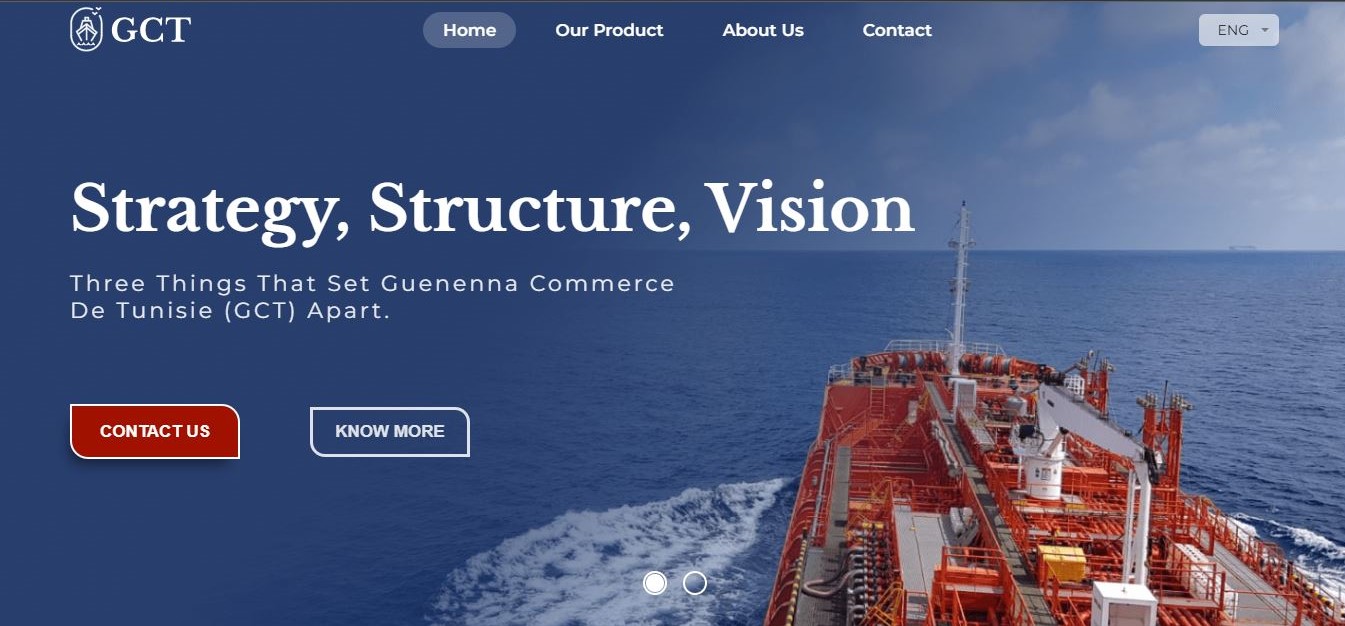 GCT
Home
Our Product
About Us
Contact
ENG
Strategy, Structure, Vision
Three Things That Set Guenenna Commerce
De Tunisie (GCT) Apart.
CONTACT US
KNOW MORE